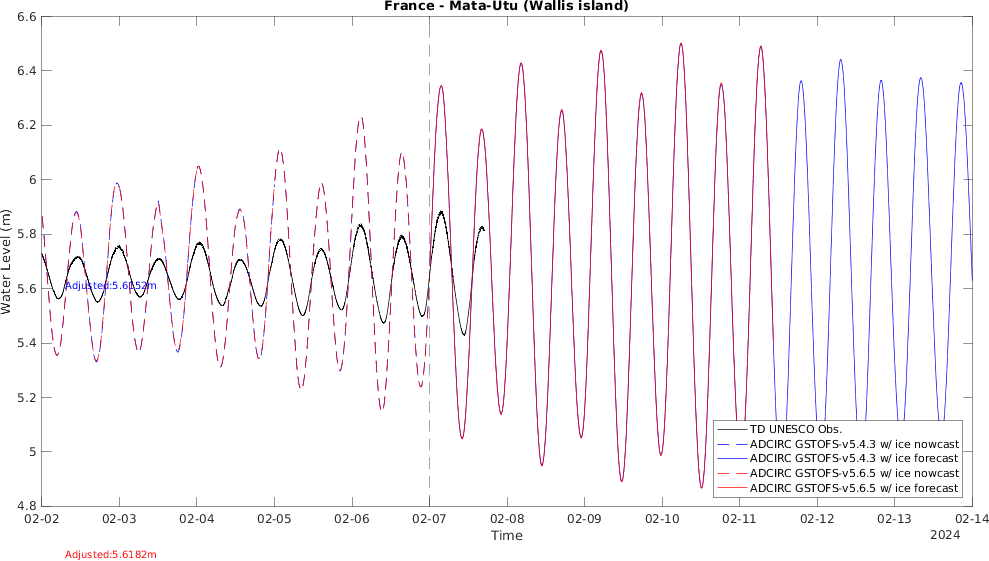 France - Mata-Utu (Wallis island)
6.6
6.4
6.2
6
5.8
5.6
5.4
5.2
5
4.8
Water Level (m)
Adjusted:5.6152m
TD UNESCO Obs.
ADCIRC GSTOFS-v5.4.3 w/ ice nowcast
ADCIRC GSTOFS-v5.4.3 w/ ice forecast
ADCIRC GSTOFS-v5.6.5 w/ ice nowcast
ADCIRC GSTOFS-v5.6.5 w/ ice forecast
02-02 02-03 02-04 02-05 02-06 02-07 02-08 02-09 02-10 02-11 02-12 02-13 02-14
Time
2024
Adjusted:5.6182m